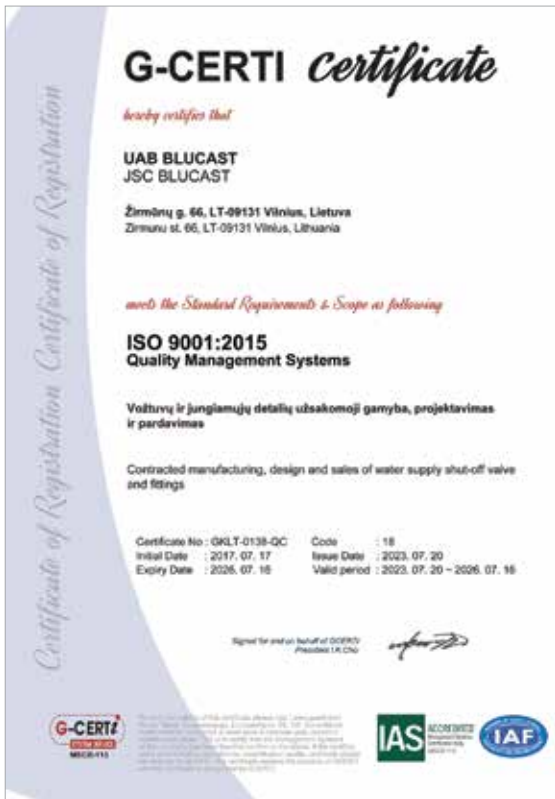 Certificate of Registration Certificate of Registration
G-CERTI Certificate
hereby certifies that
UAB BLUCAST
JSC BLUCAST
Žirmūnų g. 66, LT-09131 Vilnius, Lietuva
Zirmunu st. 66, LT-09131 Vilnius, Lithuania
meets the Standard Requirements & Scope as following
ISO 9001:2015
Quality Management Systems
Vožtuvų ir jungiamųjų detalių užsakomoji gamyba, projektavimas
ir pardavimas
Contracted manufacturing, design and sales of water supply shut-off valve
and fittings
Certificate No : GKLT-0138-QC Code : 18
Initial Date : 2017. 07. 17 Issue Date : 2023. 07. 20
Expiry Date : 2026. 07. 16 Valid period : 2023. 07. 20 ~ 2026. 07. 16
Signed for and on behalf of GCERTI
President I.K.Cho
G-CERTi
MSCB-113
IAS ACCREDITED
IAF